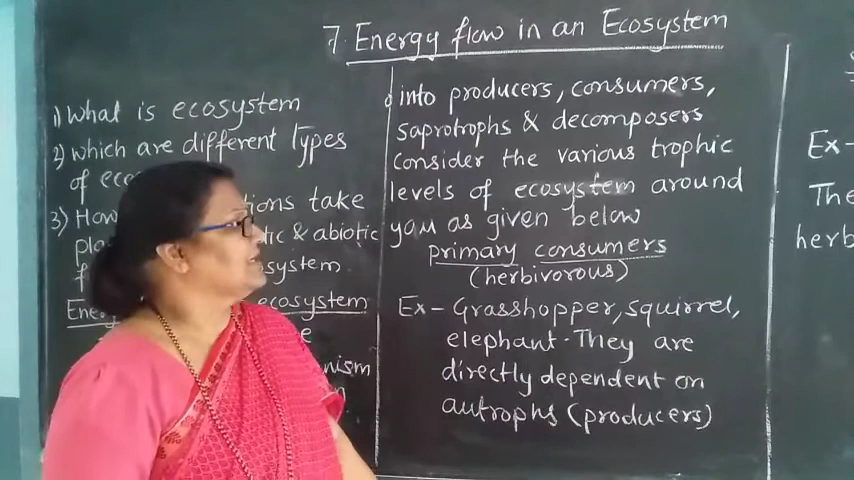 7. Energy flow in an Ecosystem
1) What is ecosystem
2) which are different Types
of eco
3) How
tions take
tic & abiotic
system
ecosystem
nism
into producers, consumers,
saprotrophs & decomposers
consider the various trophic
levels of ecosystem around
you as given below
primary consumers
(herbivorous)
Ex - Grasshopper, squirrel,
elephant. They are
directly dependent on
autrophs (producers)
Ex -
The
herb